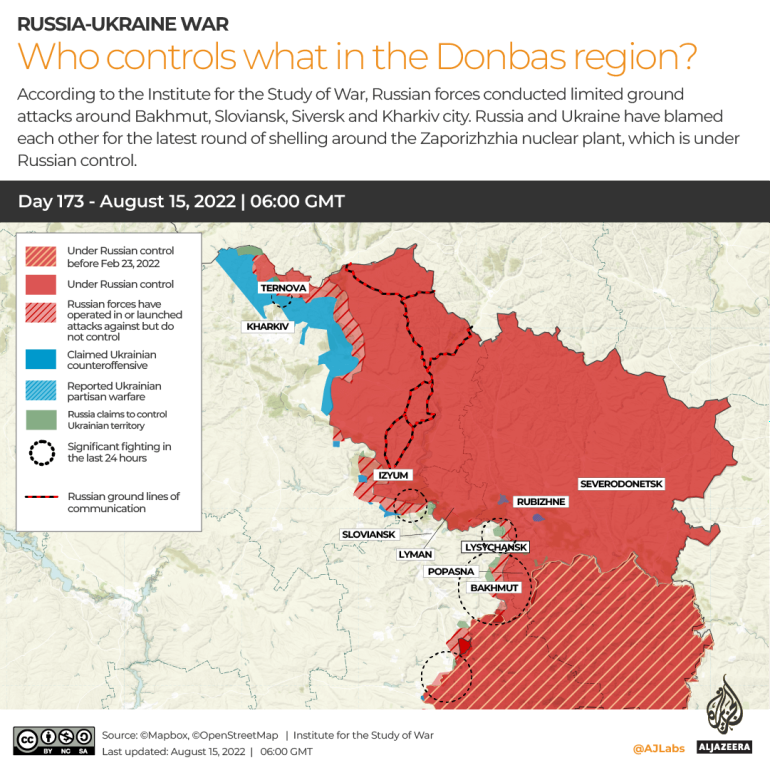 RUSSIA-UKRAINE WAR
Who controls what in the Donbas region?
According to the Institute for the Study of War, Russian forces conducted limited ground
attacks around Bakhmut, Sloviansk, Siversk and Kharkiv city. Russia and Ukraine have blamed
each other for the latest round of shelling around the Zaporizhzhia nuclear plant, which is under
Russian control.
Day 173 - August 15, 2022 | 06:00 GMT
Under Russian control
before Feb 23, 2022
Under Russian control
Russian forces have
operated in or launched
attacks against but do
not control
Claimed Ukrainian
counteroffensive
Reported Ukrainian
partisan warfare
Russia claims to control
Ukrainian territory
Significant fighting in
the last 24 hours
Russian ground lines of
communication
TERNOVA
KHARKIV
IZYUM
SEVERODONETSK
RUBIZHNE
SLOVIANSK
LYMAN
LYSYCHANSK
POPASNA
BAKHMUT
CC BY NC SA
Source: ©Mapbox, ©OpenStreetMap | Institute for the Study of War
Last updated: August 15, 2022 | 06:00 GMT
@AJLabs
ALJAZEERA